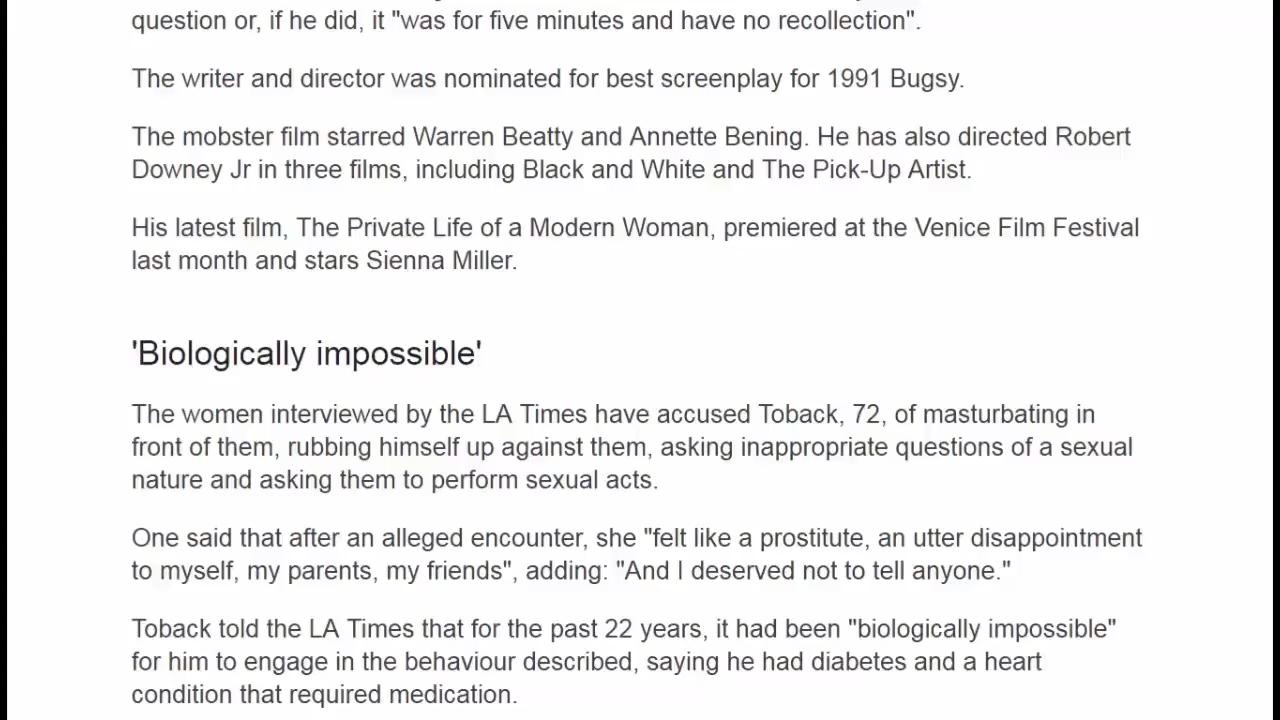 question or, if he did, it "was for five minutes and have no recollection".
The writer and director was nominated for best screenplay for 1991 Bugsy.
The mobster film starred Warren Beatty and Annette Bening. He has also directed Robert
Downey Jr in three films, including Black and White and The Pick-Up Artist.
His latest film, The Private Life of a Modern Woman, premiered at the Venice Film Festival
last month and stars Sienna Miller.
'Biologically impossible'
The women interviewed by the LA Times have accused Toback, 72, of masturbating in
front of them, rubbing himself up against them, asking inappropriate questions of a sexual
nature and asking them to perform sexual acts.
One said that after an alleged encounter, she "felt like a prostitute, an utter disappointment
to myself, my parents, my friends", adding: "And I deserved not to tell anyone."
Toback told the LA Times that for the past 22 years, it had been "biologically impossible"
for him to engage in the behaviour described, saying he had diabetes and a heart
condition that required medication.